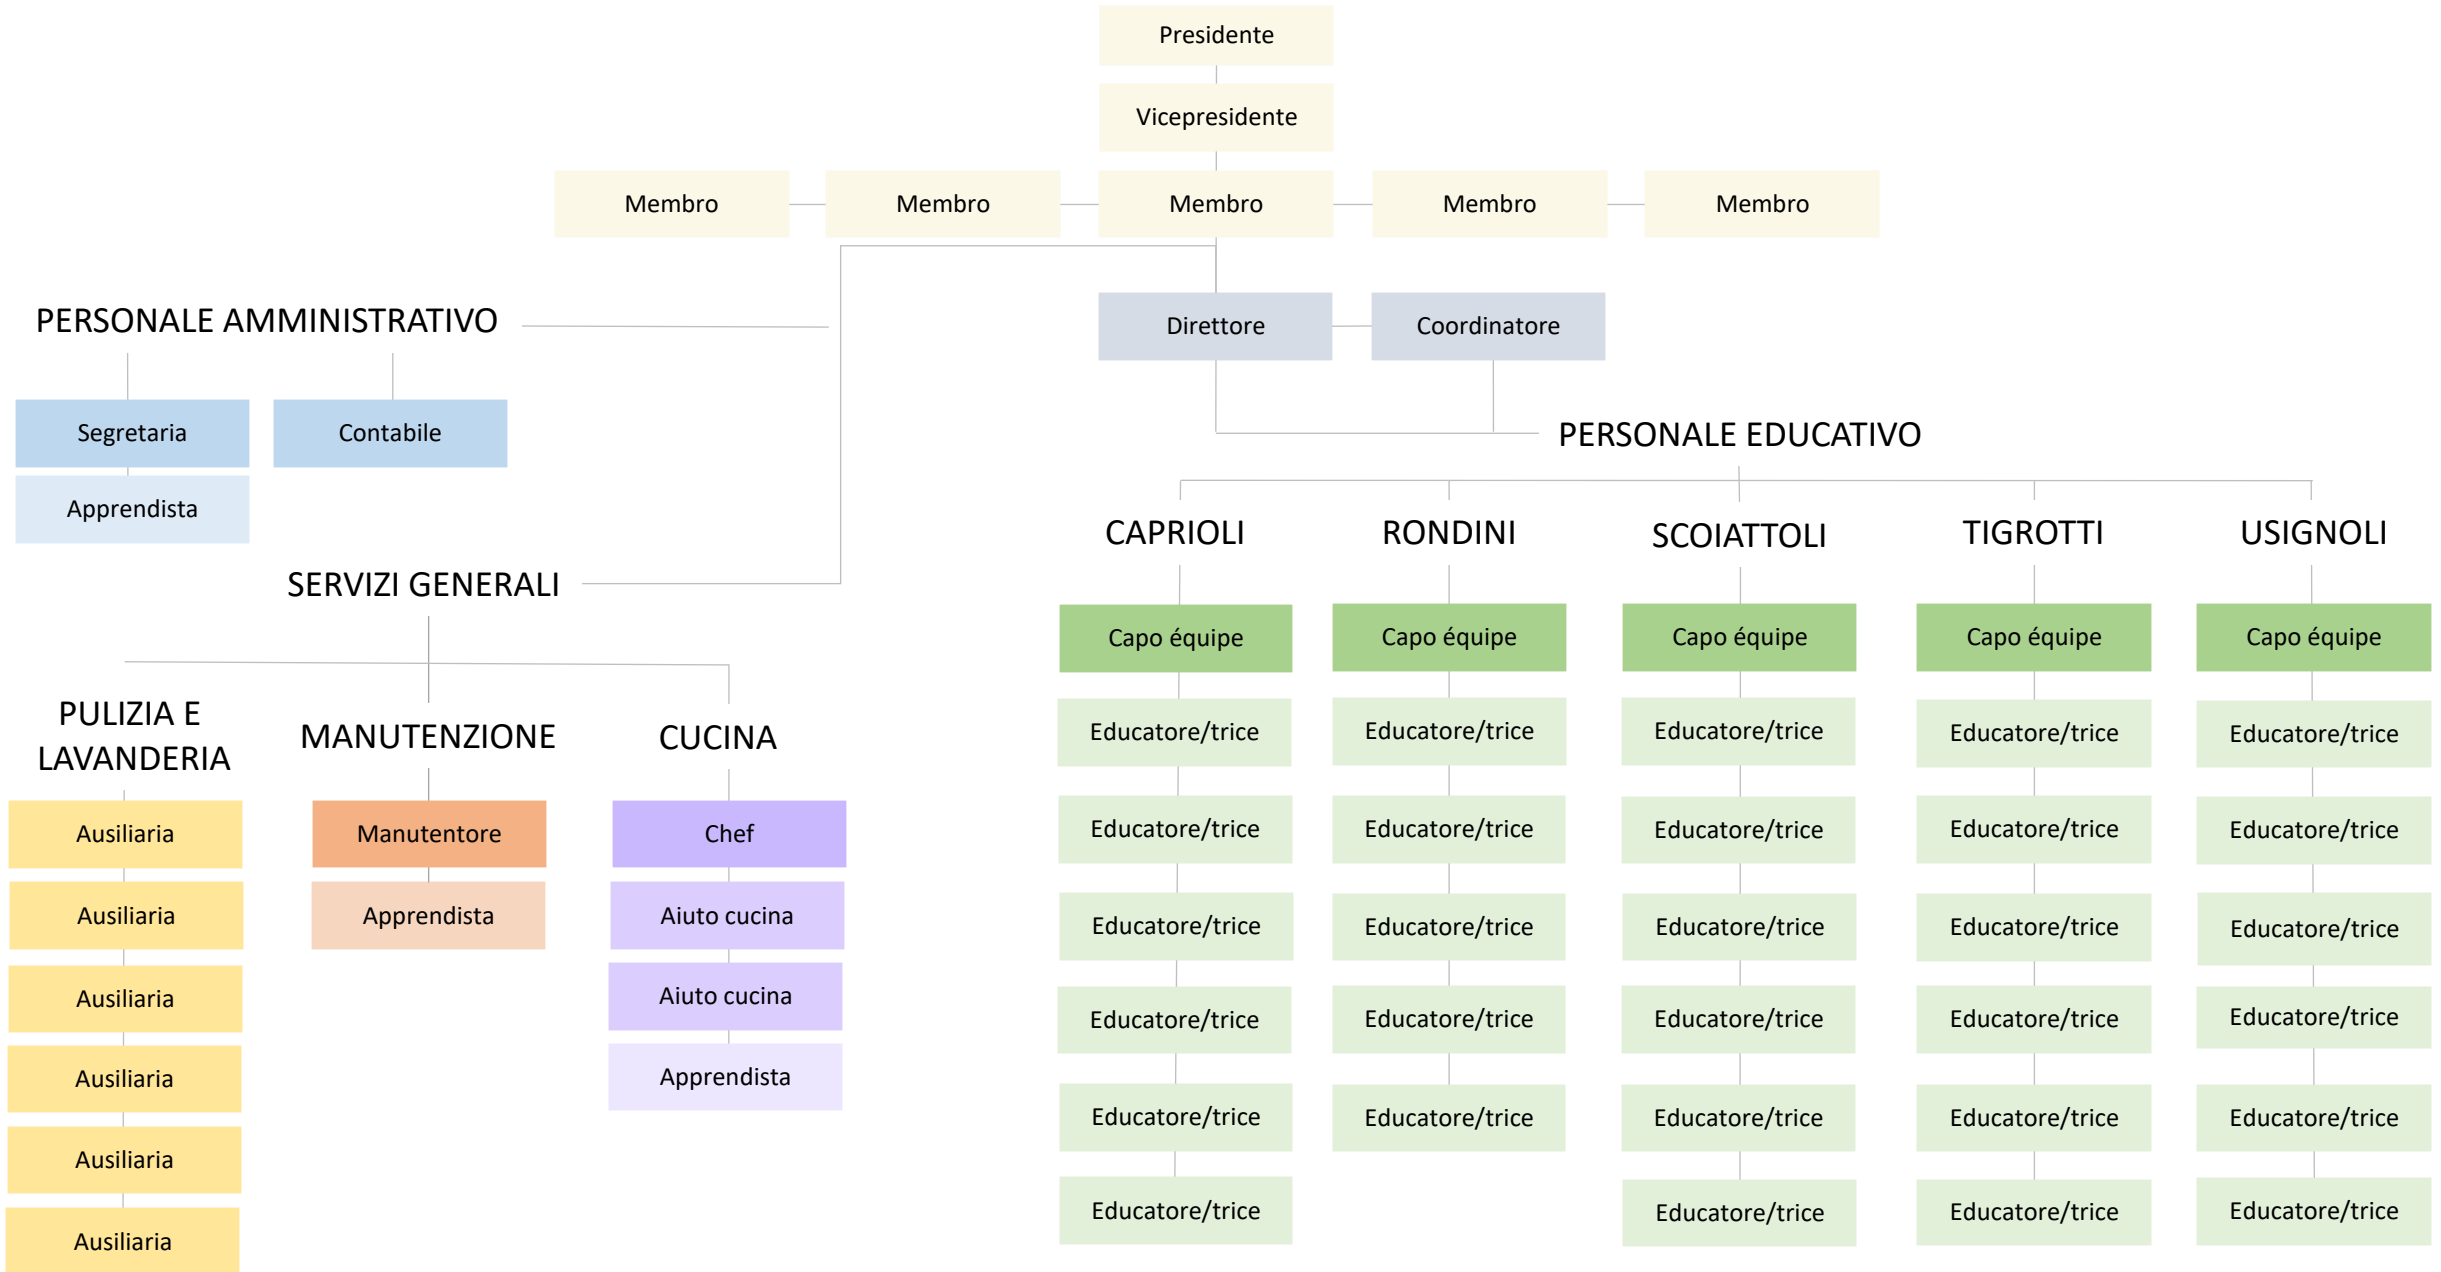 Presidente
Vicepresidente
Membro
Membro
Membro
Membro
Membro
PERSONALE AMMINISTRATIVO
Direttore
Coordinatore
Segretaria
Contabile
Apprendista
PERSONALE EDUCATIVO
SERVIZI GENERALI
PULIZIA E
LAVANDERIA
Ausiliaria
Ausiliaria
Ausiliaria
Ausiliaria
Ausiliaria
Ausiliaria
MANUTENZIONE
Manutentore
Apprendista
CUCINA
Chef
Aiuto cucina
Aiuto cucina
Apprendista
CAPRIOLI
Capo équipe
Educatore/trice
Educatore/trice
Educatore/trice
Educatore/trice
Educatore/trice
Educatore/trice
RONDINI
Capo équipe
Educatore/trice
Educatore/trice
Educatore/trice
Educatore/trice
Educatore/trice
SCOIATTOLI
Capo équipe
Educatore/trice
Educatore/trice
Educatore/trice
Educatore/trice
Educatore/trice
Educatore/trice
TIGROTTI
Capo équipe
Educatore/trice
Educatore/trice
Educatore/trice
Educatore/trice
Educatore/trice
Educatore/trice
USIGNOLI
Capo équipe
Educatore/trice
Educatore/trice
Educatore/trice
Educatore/trice
Educatore/trice
Educatore/trice